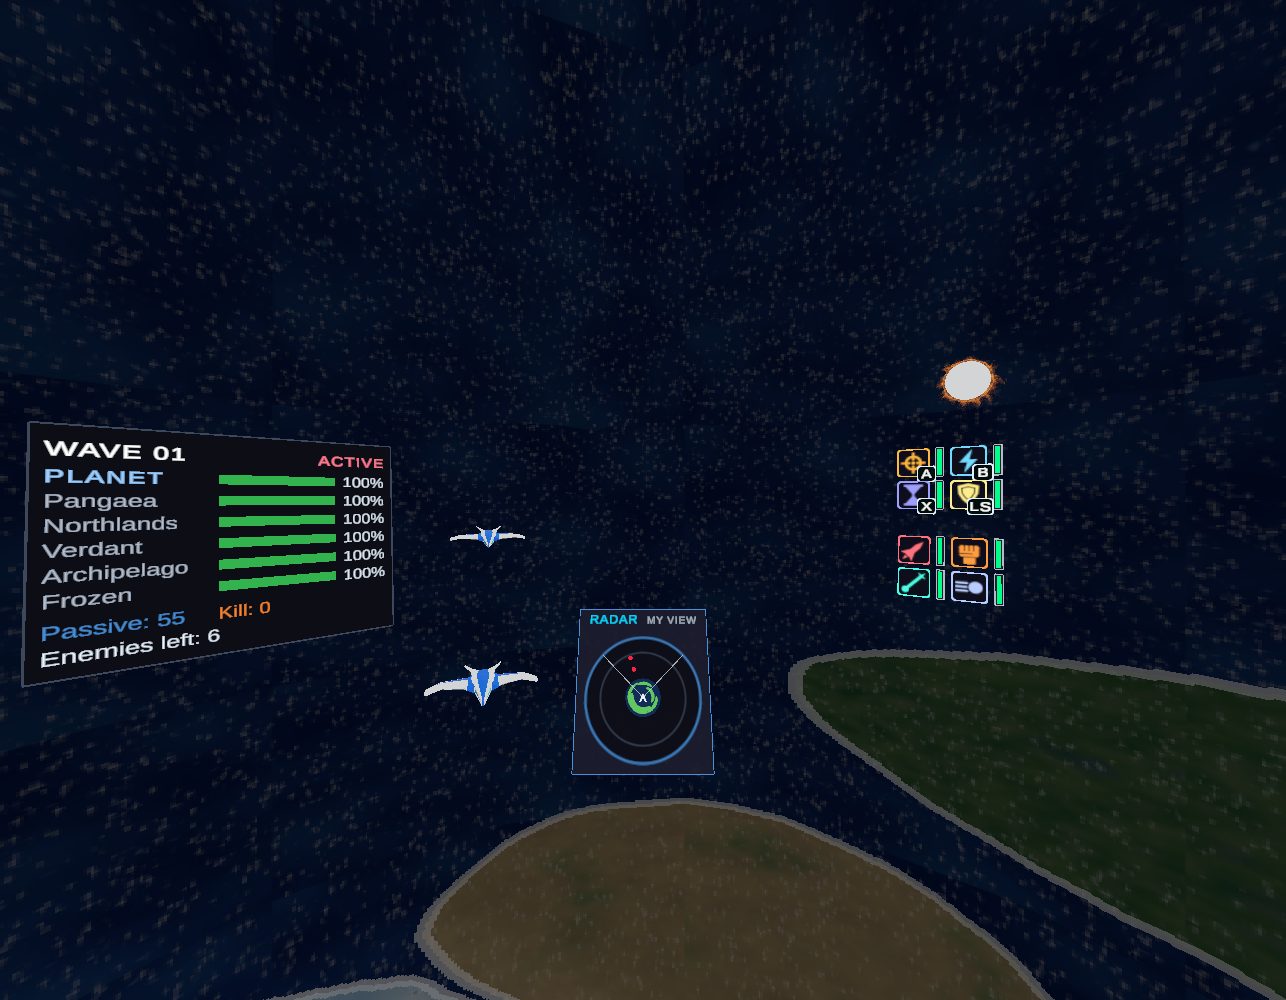 WAVE 01
ACTIVE
PLANET 100%
Pangaea 100%
Northlands 100%
Verdant 100%
Archipelago 100%
Frozen 100%
Passive: 55 Kill: 0
Enemies left: 6
A B
X LS
RADAR MY VIEW